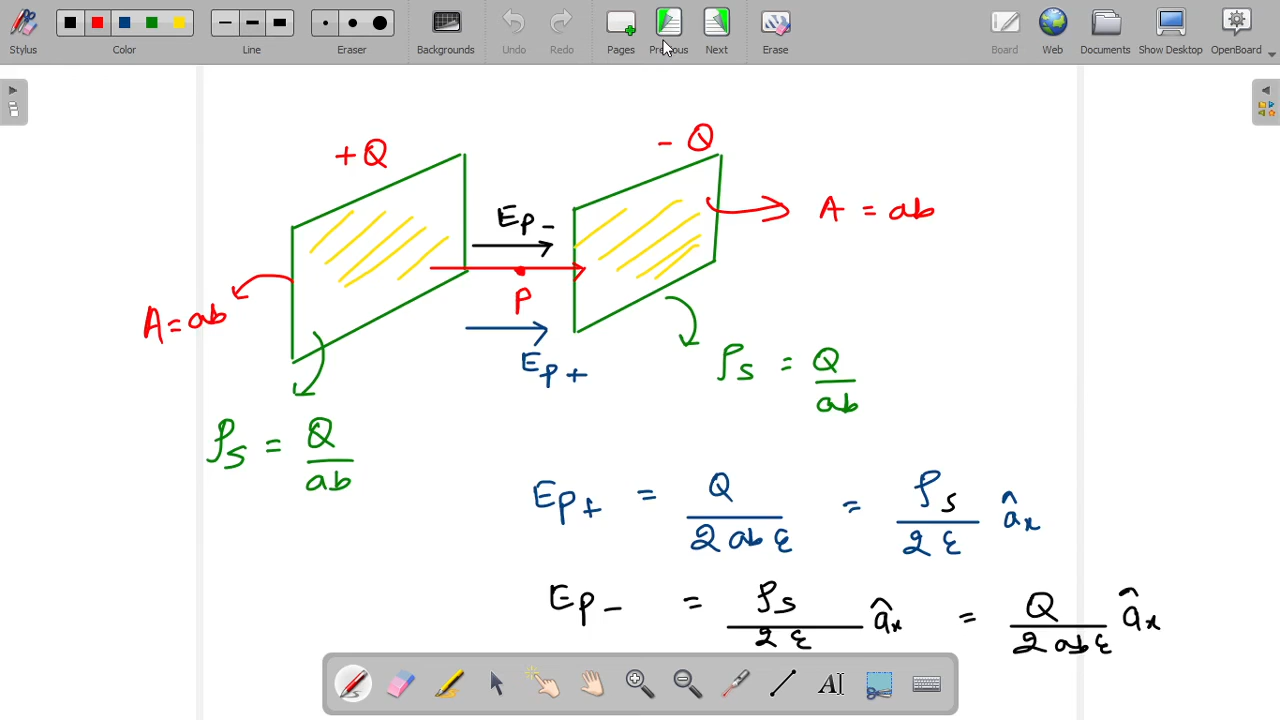 Stylus Color Line Eraser Backgrounds Undo Redo Pages Previous Next Erase Board Web Documents Show Desktop OpenBoard
+Q
- Q
Ep-
A = ab
P
A = ab
Ep+
ρs = Q/ab
ρs = Q/ab
Ep+ = Q/2abε = ρs/2ε âx
Ep- = ρs/2ε âx = Q/2abε âx